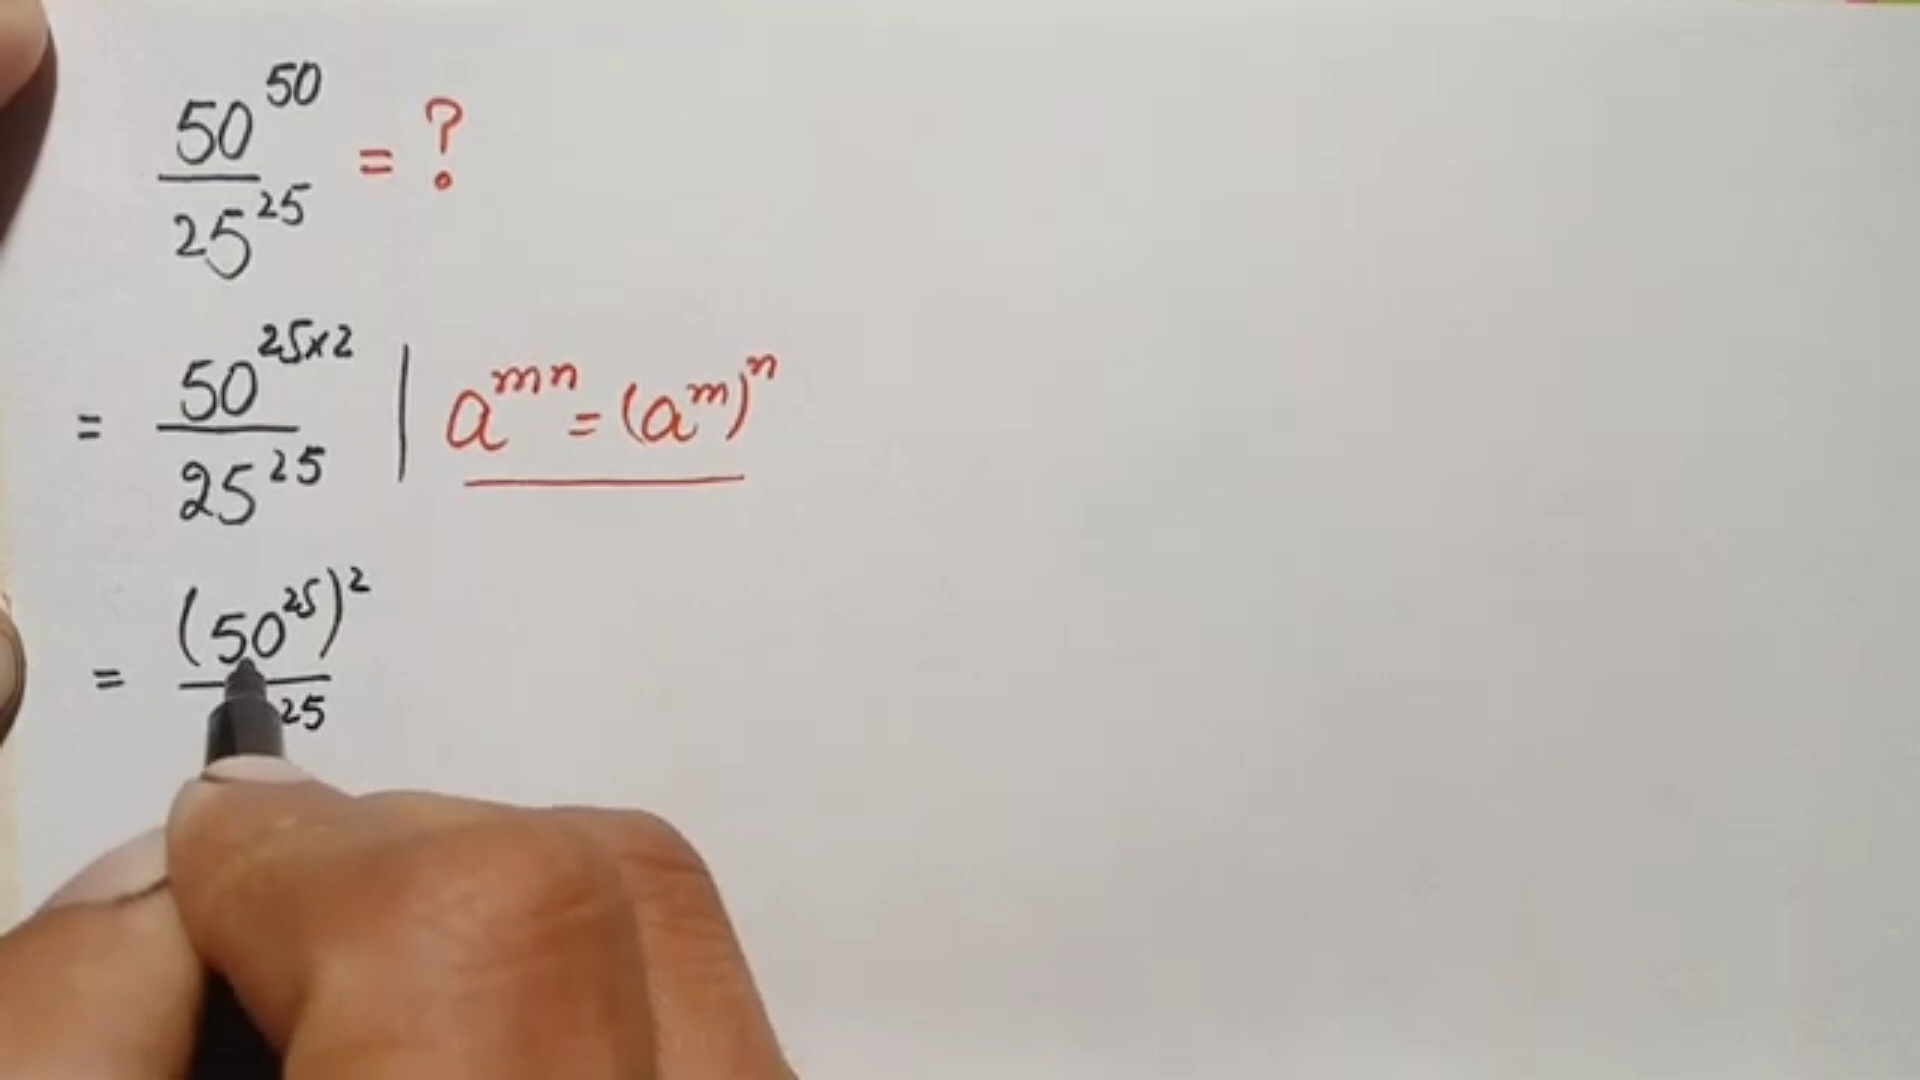 50^50 / 25^25 = ?
= 50^25×2 / 25^25 | a^mn = (a^m)^n
= (50^25)^2 / ^25